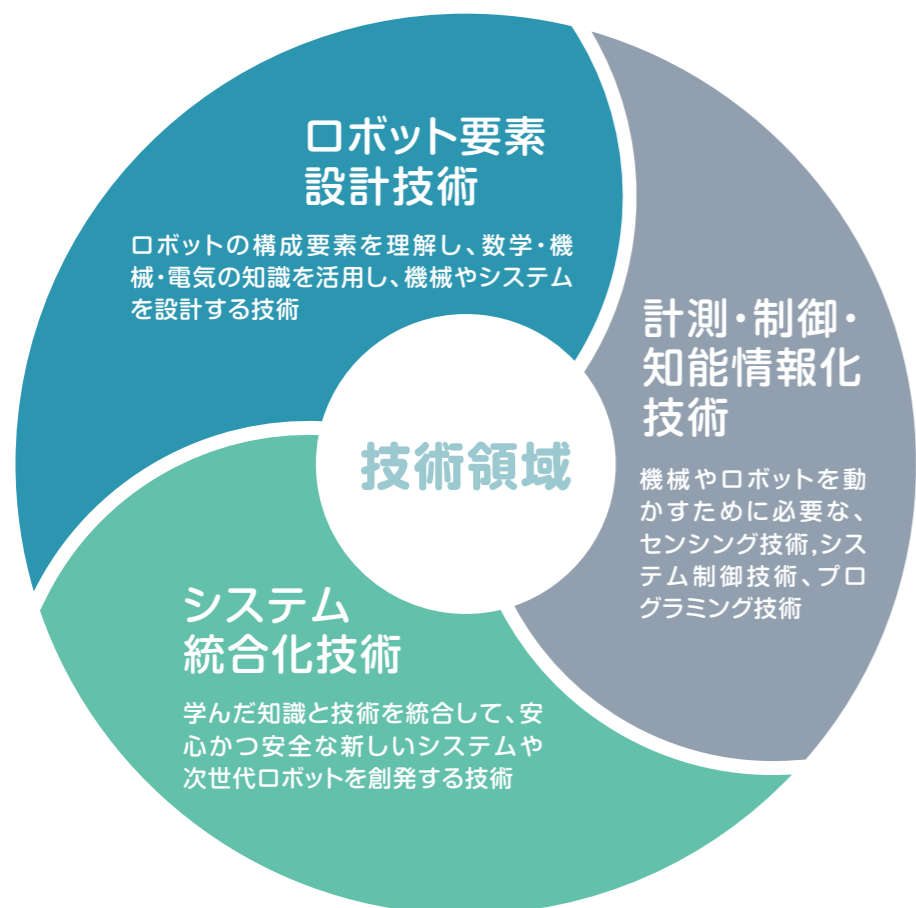 ロボット要素
設計技術
ロボットの構成要素を理解し、数学・機
械・電気の知識を活用し、機械やシステム
を設計する技術
計測・制御・
知能情報化
技術
機械やロボットを動
かすために必要な、
センシング技術,シス
テム制御技術、プロ
グラミング技術
技術領域
システム
統合化技術
学んだ知識と技術を統合して、安
心かつ安全な新しいシステムや
次世代ロボットを創発する技術